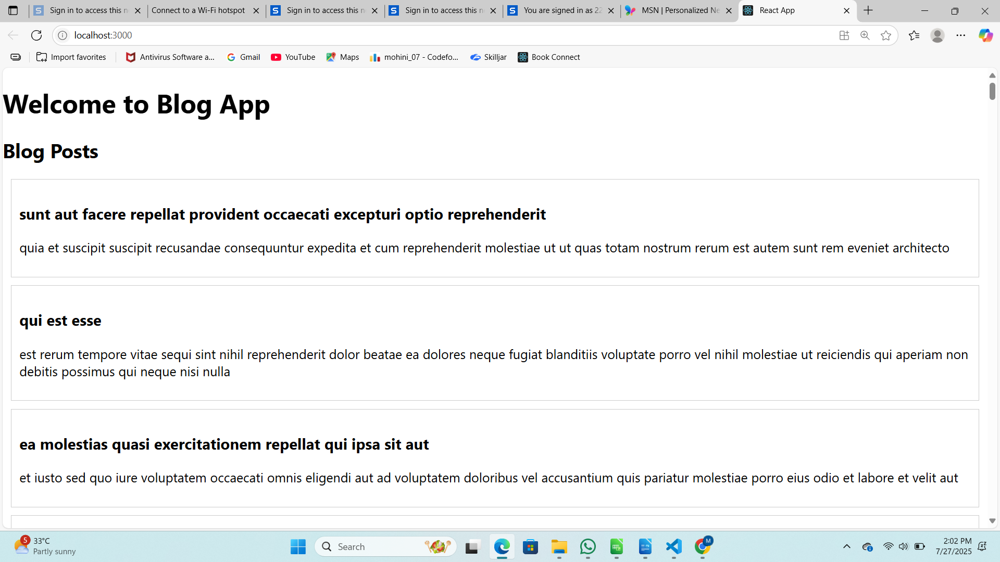 Sign in to access this n
Connect to a Wi-Fi hotspot
Sign in to access this n
Sign in to access this n
You are signed in as 22
MSN | Personalized Ne
React App
localhost:3000
Import favorites
Antivirus Software a...
Gmail
YouTube
Maps
mohini_07 - Codefo...
Skilljar
Book Connect
Welcome to Blog App
Blog Posts
sunt aut facere repellat provident occaecati excepturi optio reprehenderit
quia et suscipit suscipit recusandae consequuntur expedita et cum reprehenderit molestiae ut ut quas totam nostrum rerum est autem sunt rem eveniet architecto
qui est esse
est rerum tempore vitae sequi sint nihil reprehenderit dolor beatae ea dolores neque fugiat blanditiis voluptate porro vel nihil molestiae ut reiciendis qui aperiam non
debitis possimus qui neque nisi nulla
ea molestias quasi exercitationem repellat qui ipsa sit aut
et iusto sed quo iure voluptatem occaecati omnis eligendi aut ad voluptatem doloribus vel accusantium quis pariatur molestiae porro eius odio et labore et velit aut
5
33°C
Partly sunny
Search
M
2:02 PM
7/27/2025